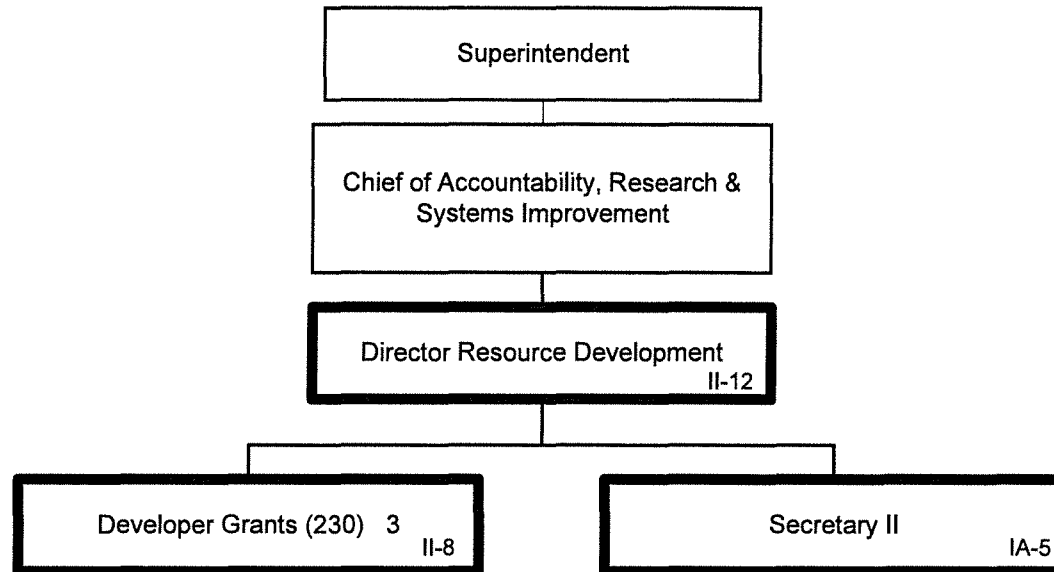 Superintendent
Chief of Accountability, Research &
Systems Improvement
Director Resource Development
II-12
Developer Grants (230) 3
II-8
Secretary II
IA-5